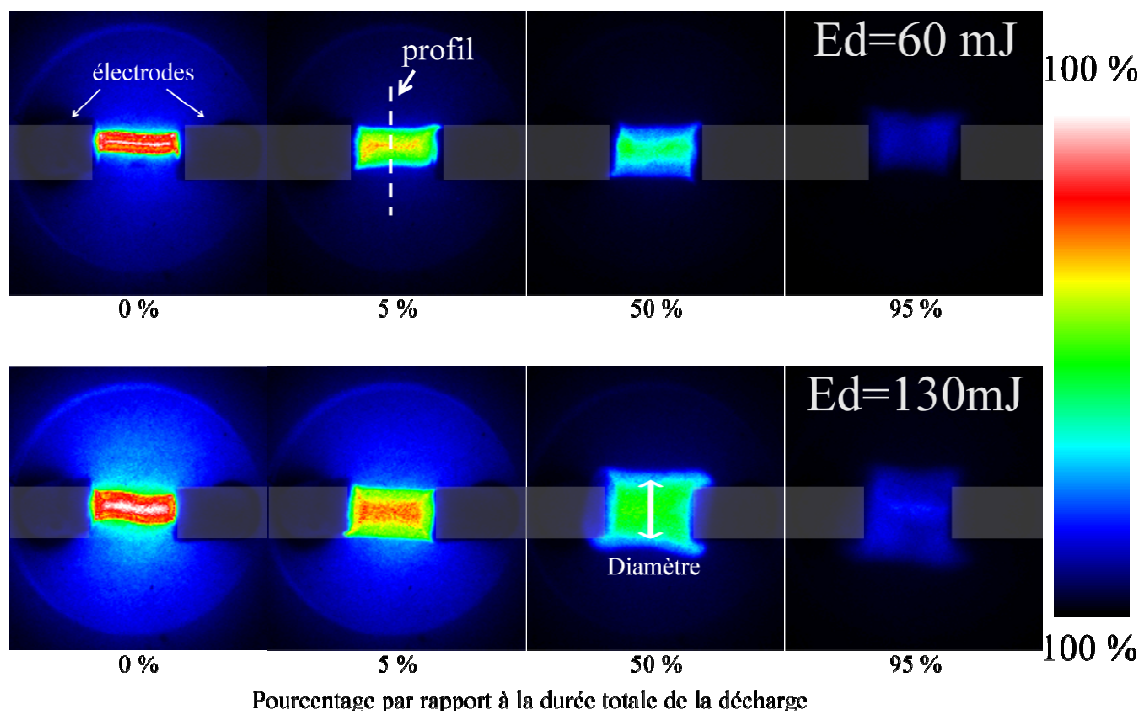 électrodes
profil
Ed=60 mJ
100 %
0 %
5 %
50 %
95 %
Ed=130mJ
Diamètre
100 %
0 %
5 %
50 %
95 %
Pourcentage par rapport à la durée totale de la décharge